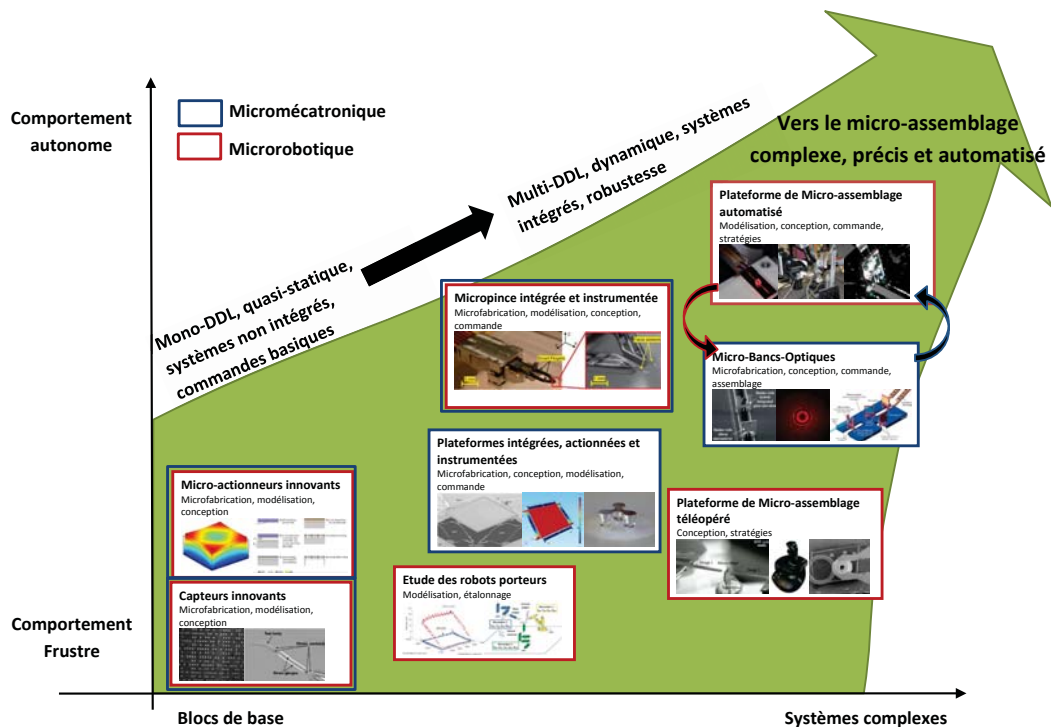 Comportement
autonome
Micromécatronique
Microrobotique
Mono-DDL, quasi-statique,
systèmes non intégrés,
commandes basiques
Multi-DDL, dynamique, systèmes
intégrés, robustesse
Vers le micro-assemblage
complexe, précis et automatisé
Plateforme de Micro-assemblage
automatisé
Modélisation, conception, commande,
stratégies
Micropince intégrée et instrumentée
Microfabrication, modélisation, conception,
commande
Micro-Bancs-Optiques
Microfabrication, conception, commande,
assemblage
Plateformes intégrées, actionnées et
instrumentées
Microfabrication, conception, modélisation,
commande
Micro-actionneurs innovants
Microfabrication, modélisation,
conception
Plateforme de Micro-assemblage
téléopéré
Conception, stratégies
Etude des robots porteurs
Modélisation, étalonnage
Capteurs innovants
Microfabrication, modélisation,
conception
Comportement
Frustre
Blocs de base
Systèmes complexes